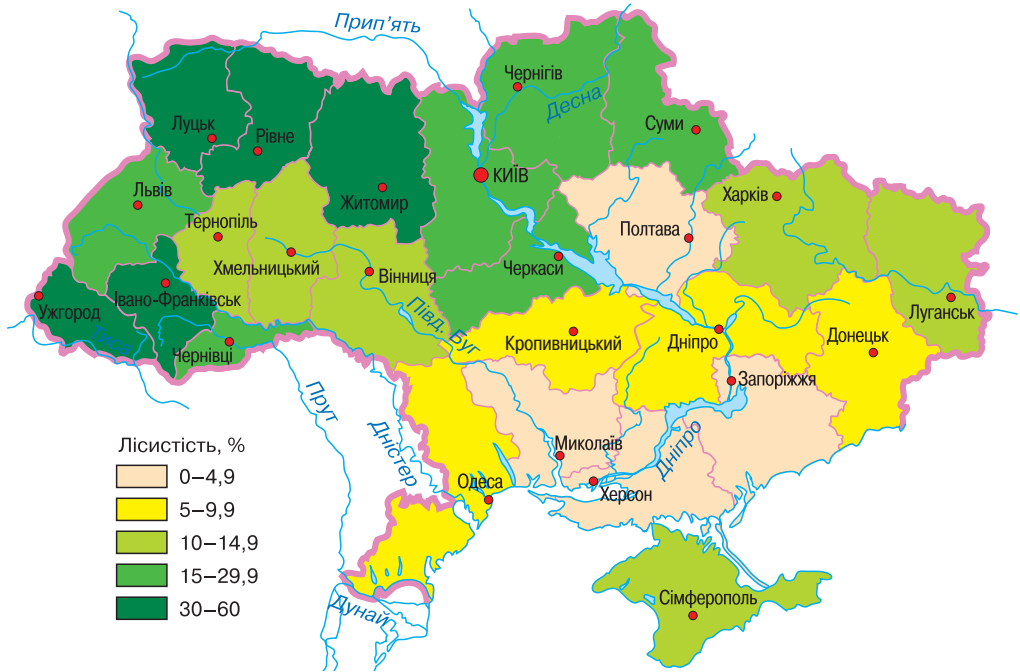 Прип’ять
Чернігів
Десна
Суми
Луцьк
Рівне
КИЇВ
Житомир
Харків
Львів
Тернопіль
Полтава
Хмельницький
Черкаси
Вінниця
Івано-Франківськ
Ужгород
Тиса
Чернівці
Півд. Буг
Луганськ
Кропивницький
Дніпро
Донецьк
Запоріжжя
Прут
Дністер
Миколаїв
Дніпро
Одеса
Херсон
Дунай
Сімферополь
Лісистість, %
0–4,9
5–9,9
10–14,9
15–29,9
30–60